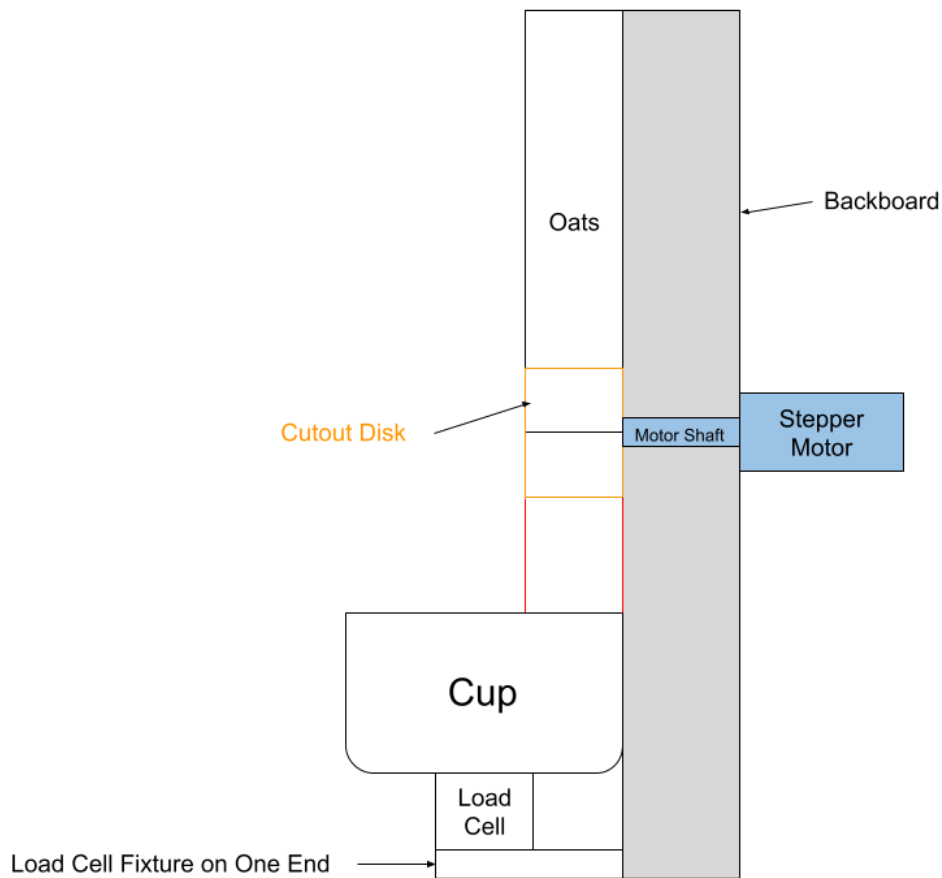 Oats
Backboard
Cutout Disk
Motor Shaft
Stepper
Motor
Cup
Load
Cell
Load Cell Fixture on One End